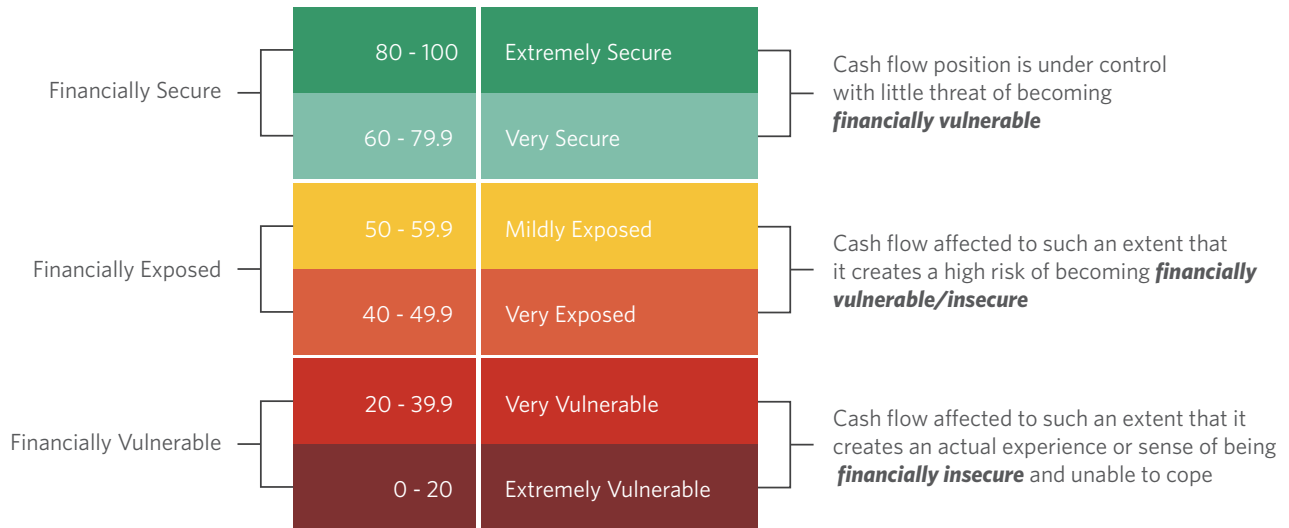 Financially Secure
80 - 100
Extremely Secure
60 - 79.9
Very Secure
Cash flow position is under control
with little threat of becoming
financially vulnerable
Financially Exposed
50 - 59.9
Mildly Exposed
40 - 49.9
Very Exposed
Cash flow affected to such an extent that
it creates a high risk of becoming financially
vulnerable/insecure
Financially Vulnerable
20 - 39.9
Very Vulnerable
0 - 20
Extremely Vulnerable
Cash flow affected to such an extent that it
creates an actual experience or sense of being
financially insecure and unable to cope